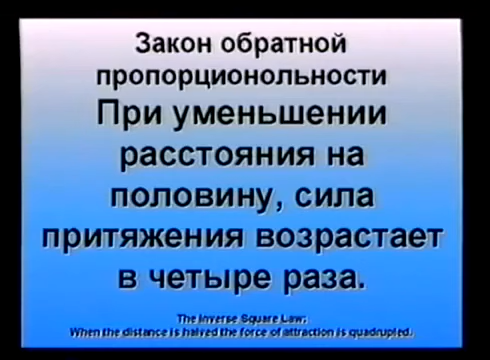 Закон обратной
пропорционольности
При уменьшении
расстояния на
половину, сила
притяжения возрастает
в четыре раза.
The Inverse Square Law:
When the distance is halved the force of attraction is quadrupled.